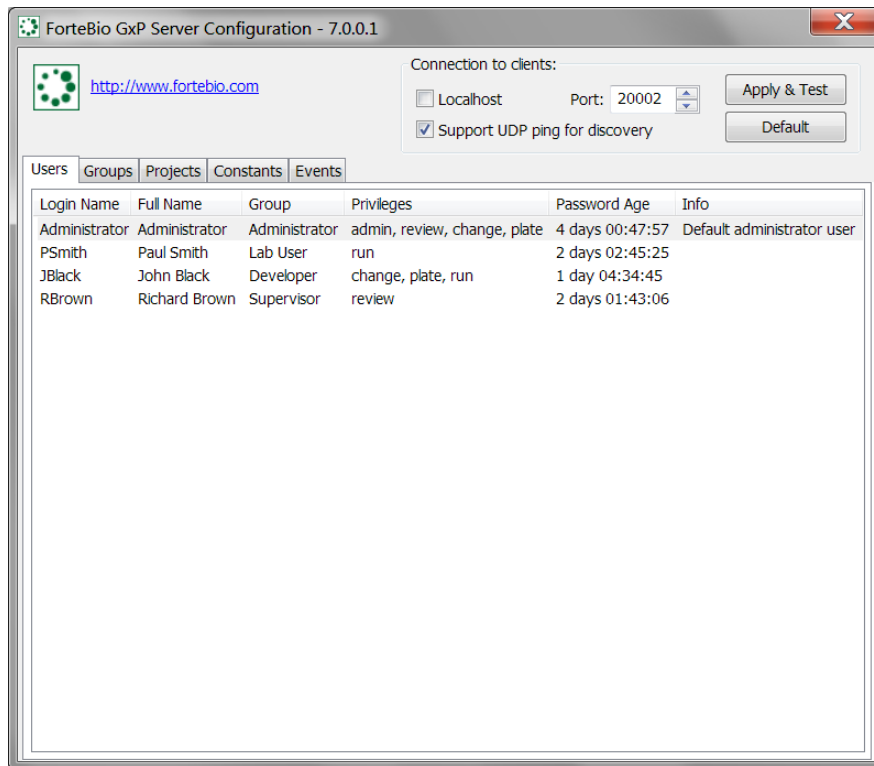 ForteBio GxP Server Configuration - 7.0.0.1
http://www.fortebio.com
Connection to clients:
Localhost Port: 20002 Apply & Test
Support UDP ping for discovery Default
Users Groups Projects Constants Events
Login Name Full Name Group Privileges Password Age Info
Administrator Administrator Administrator admin, review, change, plate 4 days 00:47:57 Default administrator user
PSmith Paul Smith Lab User run 2 days 02:45:25
JBlack John Black Developer change, plate, run 1 day 04:34:45
RBrown Richard Brown Supervisor review 2 days 01:43:06